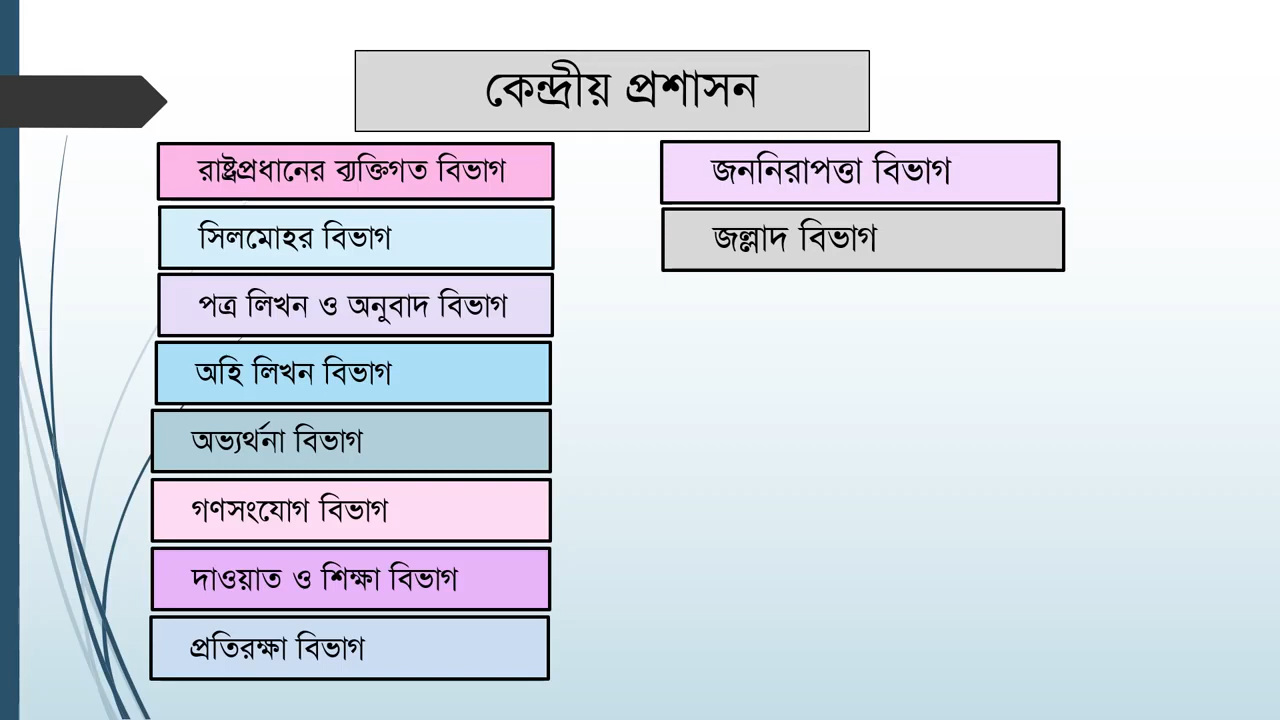 কেন্দ্রীয় প্রশাসন
রাষ্ট্রপ্রধানের ব্যক্তিগত বিভাগ
সিলমোহর বিভাগ
পত্র লিখন ও অনুবাদ বিভাগ
অহি লিখন বিভাগ
অভ্যর্থনা বিভাগ
গণসংযোগ বিভাগ
দাওয়াত ও শিক্ষা বিভাগ
প্রতিরক্ষা বিভাগ
জননিরাপত্তা বিভাগ
জল্লাদ বিভাগ